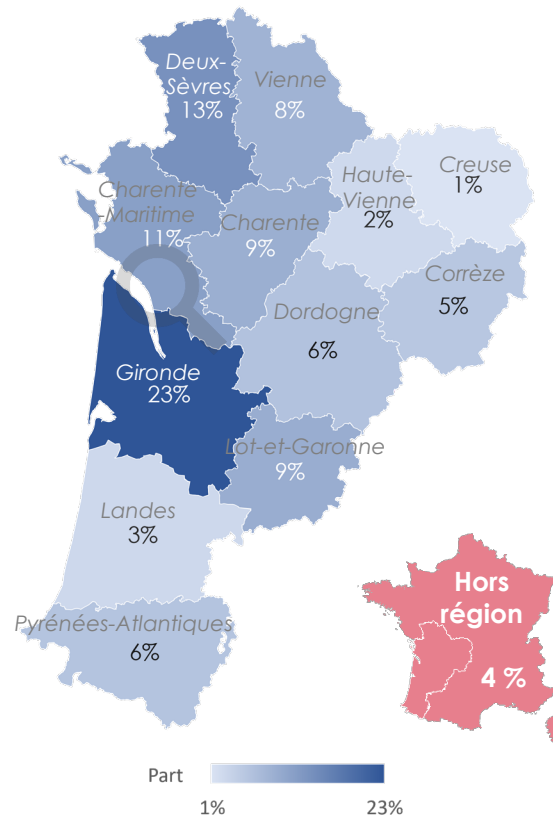 Deux-
Sèvres
13%
Vienne
8%
Charente
-Maritime
11%
Charente
9%
Haute-
Vienne
2%
Creuse
1%
Corrèze
5%
Dordogne
6%
Gironde
23%
Lot-et-Garonne
9%
Landes
3%
Pyrénées-Atlantiques
6%
Hors
région
4 %
Part
1%
23%